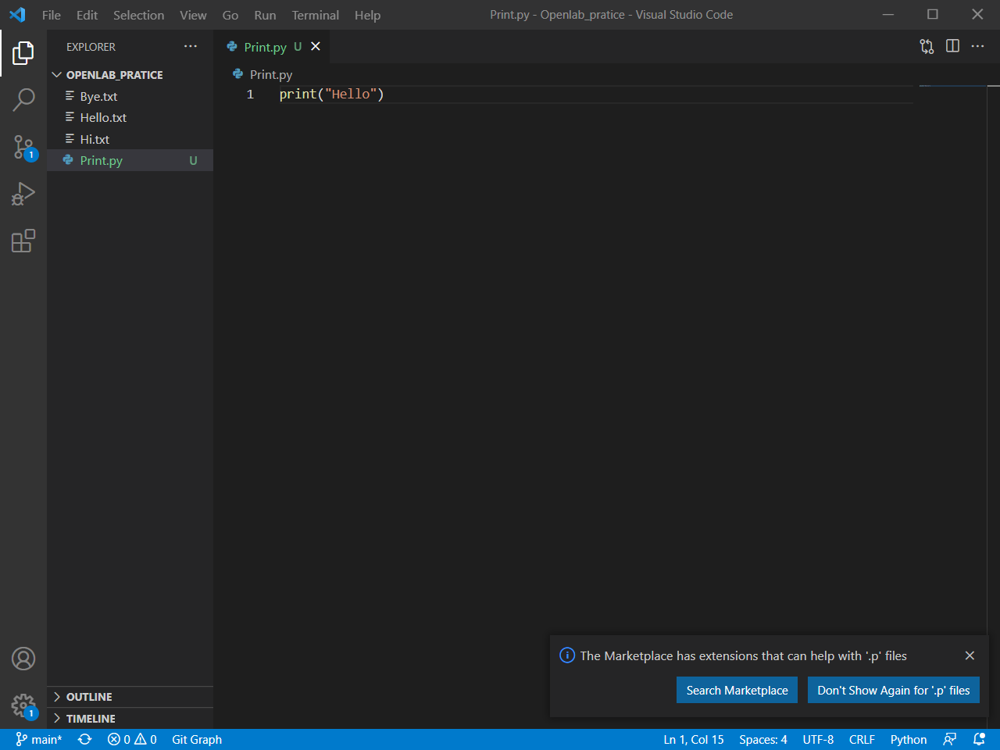 File Edit Selection View Go Run Terminal Help Print.py - Openlab_pratice - Visual Studio Code
EXPLORER
Print.py U
OPENLAB_PRATICE
Print.py
Bye.txt
1 print("Hello")
Hello.txt
Hi.txt
1
Print.py U
The Marketplace has extensions that can help with '.p' files
Search Marketplace Don't Show Again for '.p' files
OUTLINE
1
TIMELINE
main* 0 0 Git Graph Ln 1, Col 15 Spaces: 4 UTF-8 CRLF Python